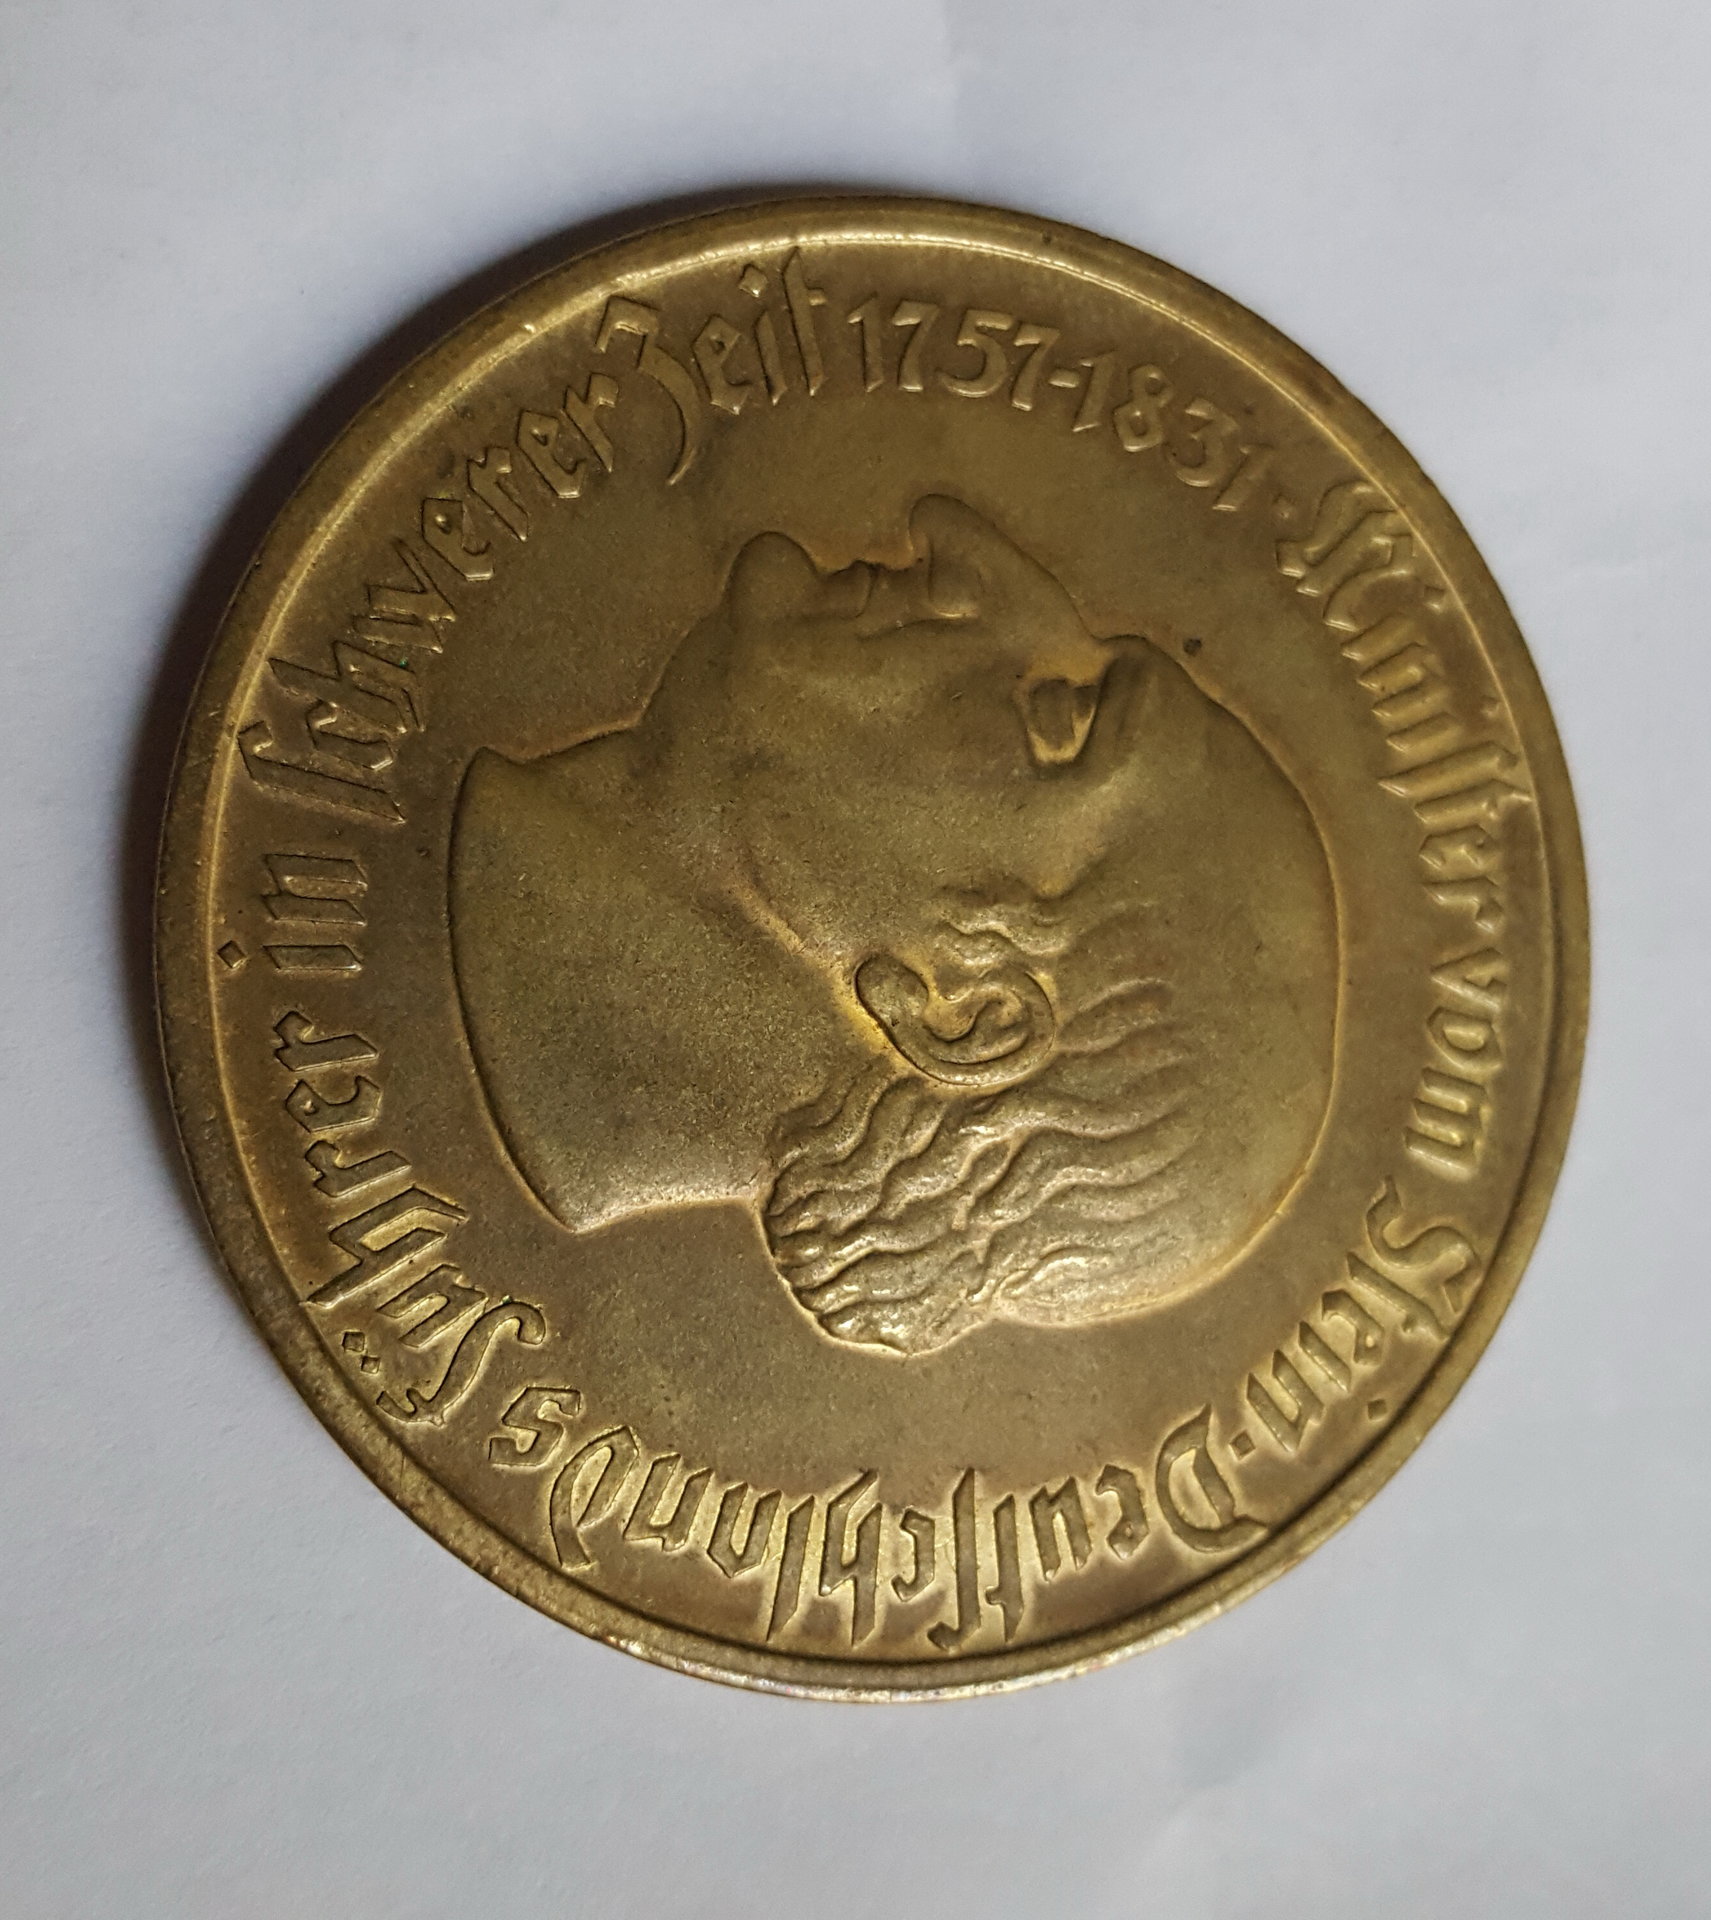 Minister vom Stein · Deutschlands Führer in schwerer Zeit 1757-1831 ·